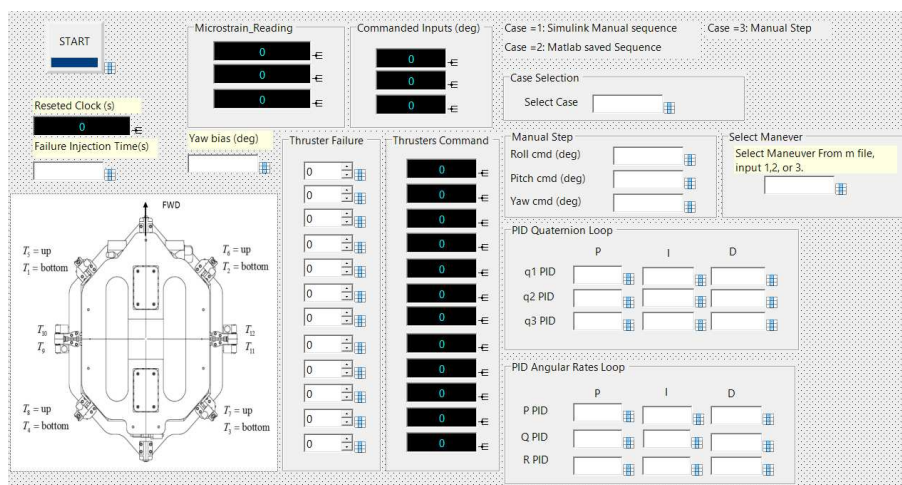 START
Microstrain_Reading
0
0
0
Commanded Inputs (deg)
0
0
0
Case =1: Simulink Manual sequence
Case =3: Manual Step
Case =2: Matlab saved Sequence
Case Selection
Select Case
Reseted Clock (s)
0
Failure Injection Time(s)
Yaw bias (deg)
Thruster Failure
0
0
0
0
0
0
0
0
0
0
0
0
Thrusters Command
0
0
0
0
0
0
0
0
0
0
0
0
Manual Step
Roll cmd (deg)
Pitch cmd (deg)
Yaw cmd (deg)
Select Manever
Select Maneuver From m file,
input 1,2, or 3.
FWD
T5 = up
T1 = bottom
T6 = up
T2 = bottom
T10
T9
T12
T11
T8 = up
T4 = bottom
T7 = up
T3 = bottom
PID Quaternion Loop
P I D
q1 PID
q2 PID
q3 PID
PID Angular Rates Loop
P I D
P PID
Q PID
R PID